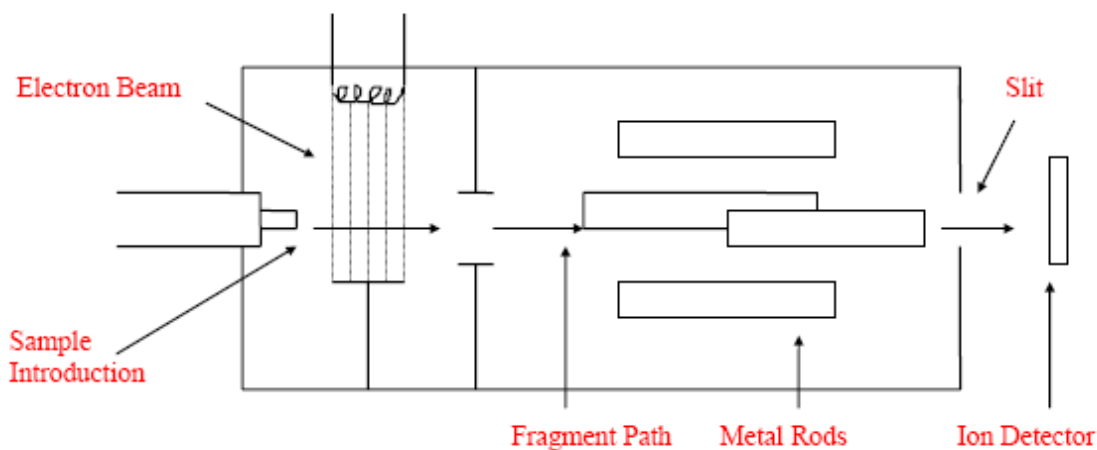 Electron Beam
Slit
Sample
Introduction
Fragment Path
Metal Rods
Ion Detector